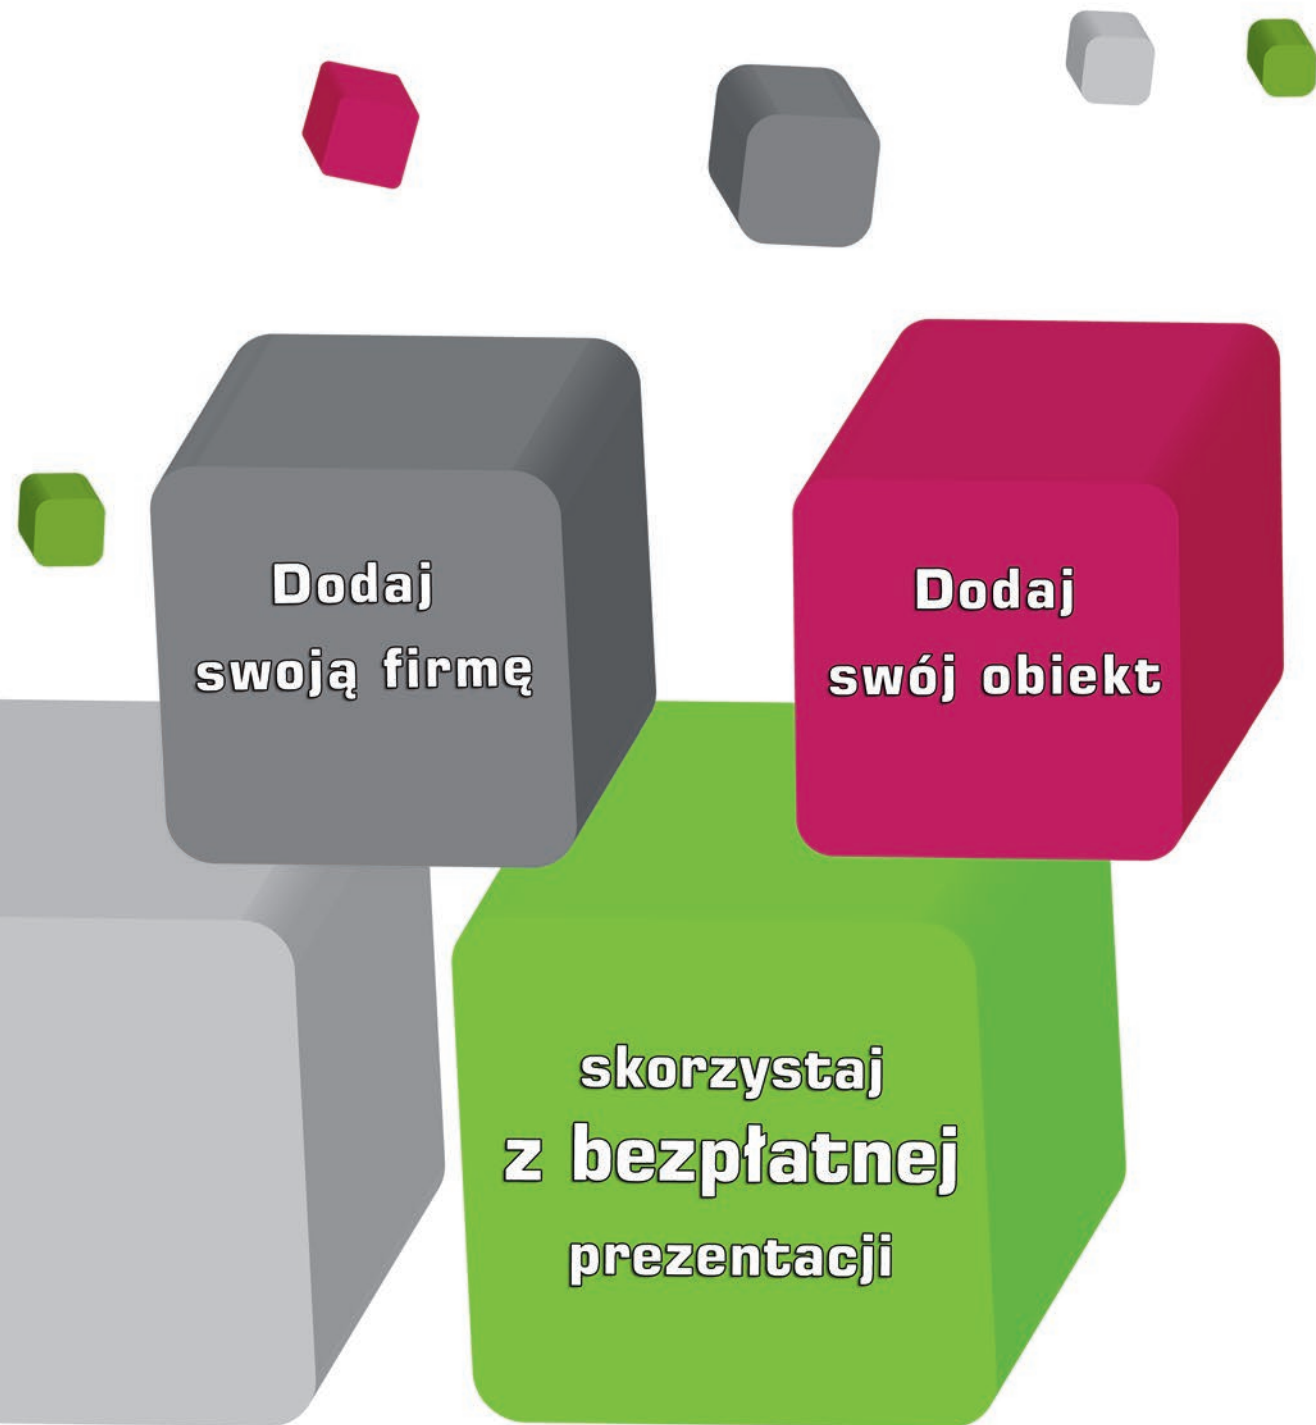 Dodaj
swoją firmę
Dodaj
swój obiekt
skorzystaj
z bezpłatnej
prezentacji